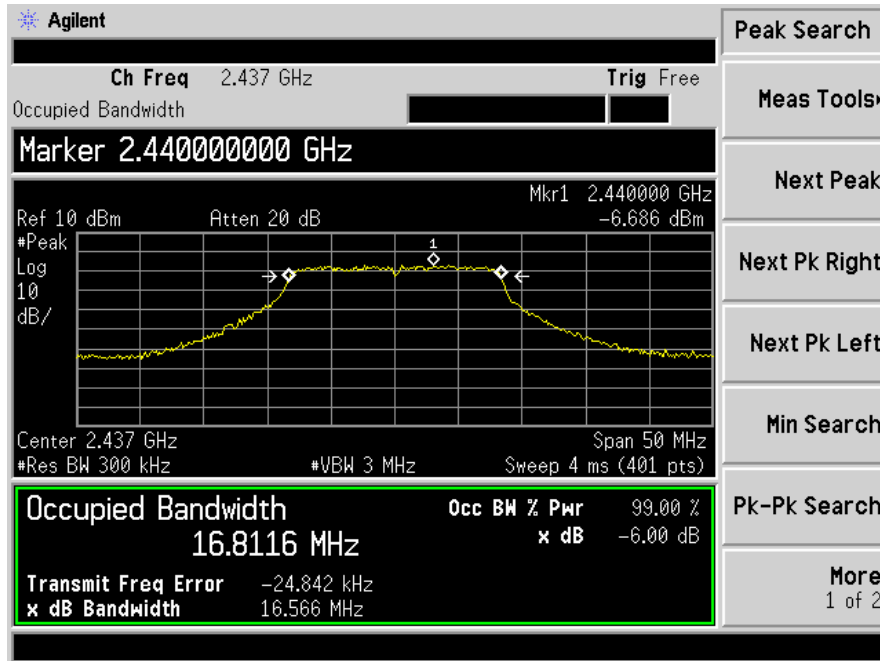 Agilent
Peak Search
Ch Freq 2.437 GHz Trig Free
Occupied Bandwidth
Meas Tools
Marker 2.440000000 GHz
Next Peak
Mkr1 2.440000 GHz
Ref 10 dBm Atten 20 dB -6.686 dBm
#Peak
Log
10
dB/
1
Next Pk Right
Next Pk Left
Min Search
Center 2.437 GHz Span 50 MHz
#Res BW 300 kHz #VBW 3 MHz Sweep 4 ms (401 pts)
Occupied Bandwidth
16.8116 MHz
Occ BW % Pwr 99.00 %
x dB -6.00 dB
Pk-Pk Search
Transmit Freq Error -24.842 kHz
x dB Bandwidth 16.566 MHz
More
1 of 2